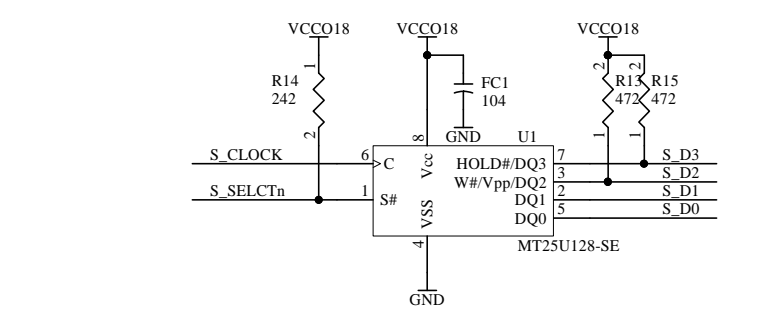 VCCO18 VCCO18 VCCO18
1 2 2
R14 FC1 R13 R15
242 104 472 472
2 8 GND U1 1 1
S_CLOCK 6 C Vcc HOLD#/DQ3 7 S_D3
W#/Vpp/DQ2 3 S_D2
S_SELCTn 1 S# VSS DQ1 2 S_D1
DQ0 5 S_D0
4 MT25U128-SE
GND